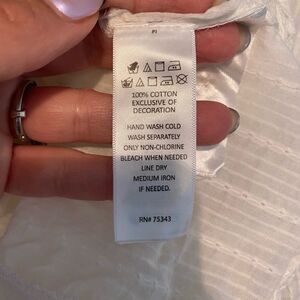 PI
100% COTTON
EXCLUSIVE OF
DECORATION
HAND WASH COLD
WASH SEPARATELY
ONLY NON-CHLORINE
BLEACH WHEN NEEDED
LINE DRY
MEDIUM IRON
IF NEEDED.
RN# 75343